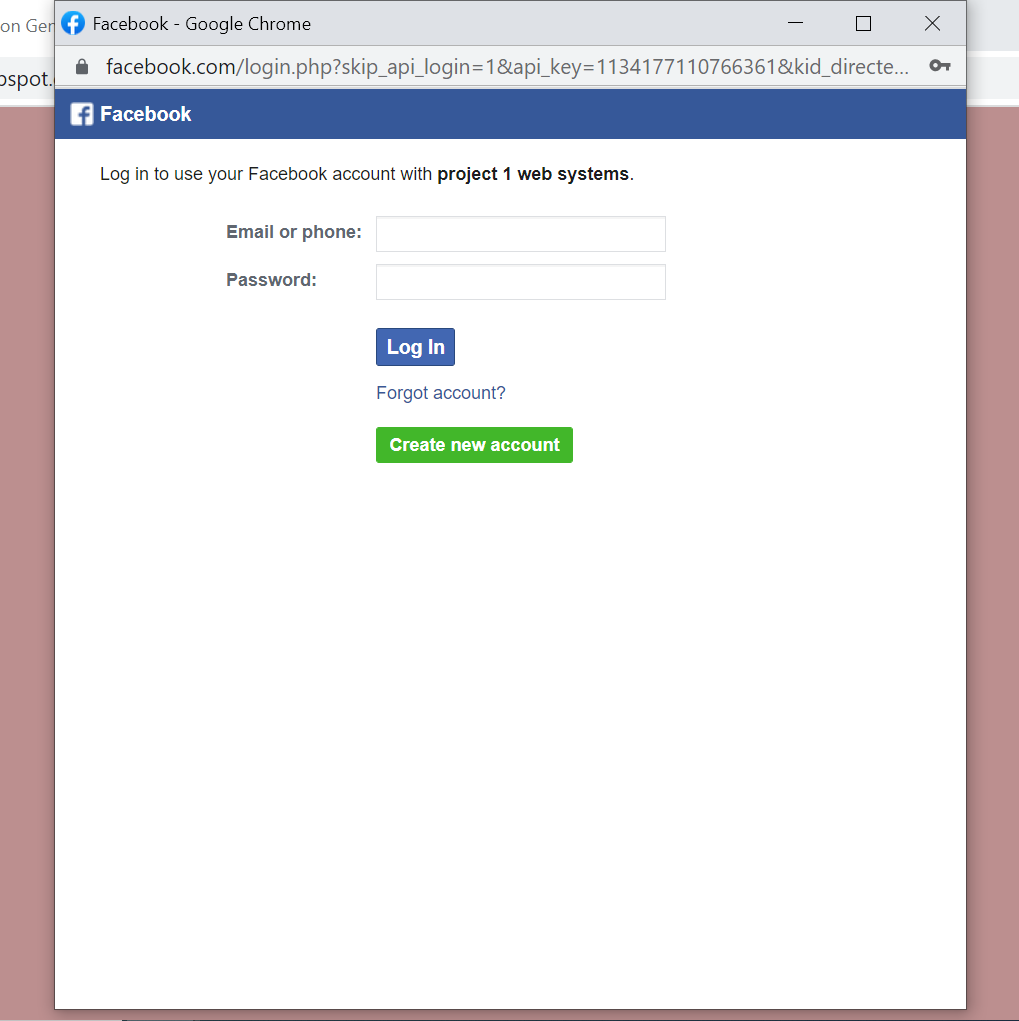 Facebook - Google Chrome
on Ger
facebook.com/login.php?skip_api_login=1&api_key=1134177110766361&kid_directe...
ospot.
Facebook
Log in to use your Facebook account with project 1 web systems.
Email or phone:
Password:
Log In
Forgot account?
Create new account